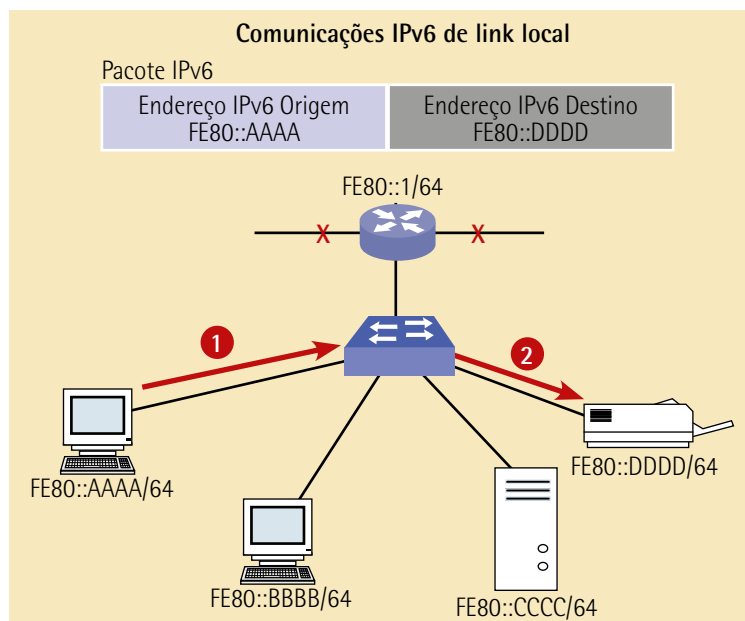 Comunicações IPv6 de link local
Pacote IPv6
Endereço IPv6 Origem
FE80::AAAA
Endereço IPv6 Destino
FE80::DDDD
FE80::1/64
X
X
1
2
FE80::AAAA/64
FE80::BBBB/64
FE80::CCCC/64
FE80::DDDD/64